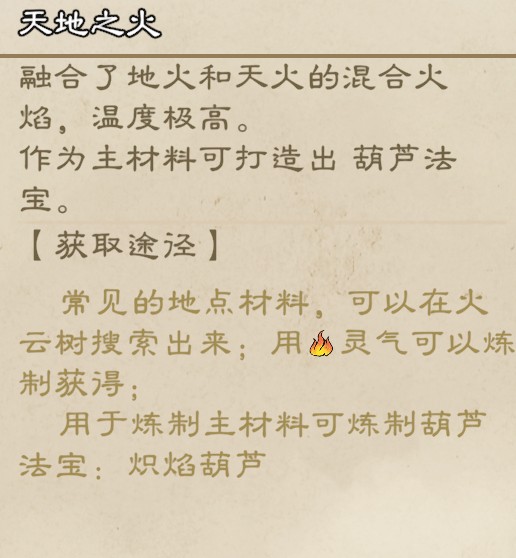 天地之火
融合了地火和天火的混合火
焰，温度极高。
作为主材料可打造出 葫芦法
宝。
【获取途径】
常见的地点材料，可以在火
云树搜索出来；用灵气可以炼
制获得；
用于炼制主材料可炼制葫芦
法宝：炽焰葫芦